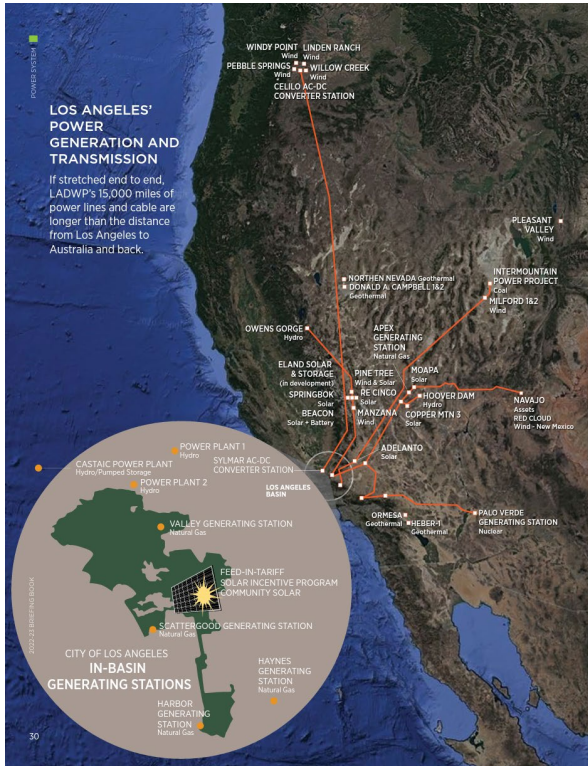 POWER SYSTEM
LOS ANGELES'
POWER
GENERATION AND
TRANSMISSION
If stretched end to end,
LADWP's 15,000 miles of
power lines and cable are
longer than the distance
from Los Angeles to
Australia and back.
WINDY POINT
Wind
LINDEN RANCH
Wind
PEBBLE SPRINGS
Wind
WILLOW CREEK
Wind
CELILO AC-DC
CONVERTER STATION
PLEASANT
VALLEY
Wind
NORTHEN NEVADA Geothermal
DONALD A. CAMPBELL 1&2
Geothermal
INTERMOUNTAIN
POWER PROJECT
Coal
MILFORD 1&2
Wind
OWENS GORGE
Hydro
APEX
GENERATING
STATION
Natural Gas
ELAND SOLAR
& STORAGE
(in development)
SPRINGBOK
Solar
BEACON
Solar + Battery
PINE TREE
Wind & Solar
RE CINCO
Solar
MANZANA
Wind
MOAPA
Solar
HOOVER DAM
Hydro
COPPER MTN 3
Solar
NAVAJO
Assets
RED CLOUD
Wind - New Mexico
ADELANTO
Solar
SYLMAR AC-DC
CONVERTER STATION
LOS ANGELES
BASIN
ORMESA
Geothermal
HEBER-1
Geothermal
PALO VERDE
GENERATING STATION
Nuclear
POWER PLANT 1
Hydro
CASTAIC POWER PLANT
Hydro/Pumped Storage
POWER PLANT 2
Hydro
VALLEY GENERATING STATION
Natural Gas
FEED-IN-TARIFF
SOLAR INCENTIVE PROGRAM
COMMUNITY SOLAR
SCATTERGOOD GENERATING STATION
Natural Gas
CITY OF LOS ANGELES
IN-BASIN
GENERATING STATIONS
HAYNES
GENERATING
STATION
Natural Gas
HARBOR
GENERATING
STATION
Natural Gas
2022-23 BRIEFING BOOK
30